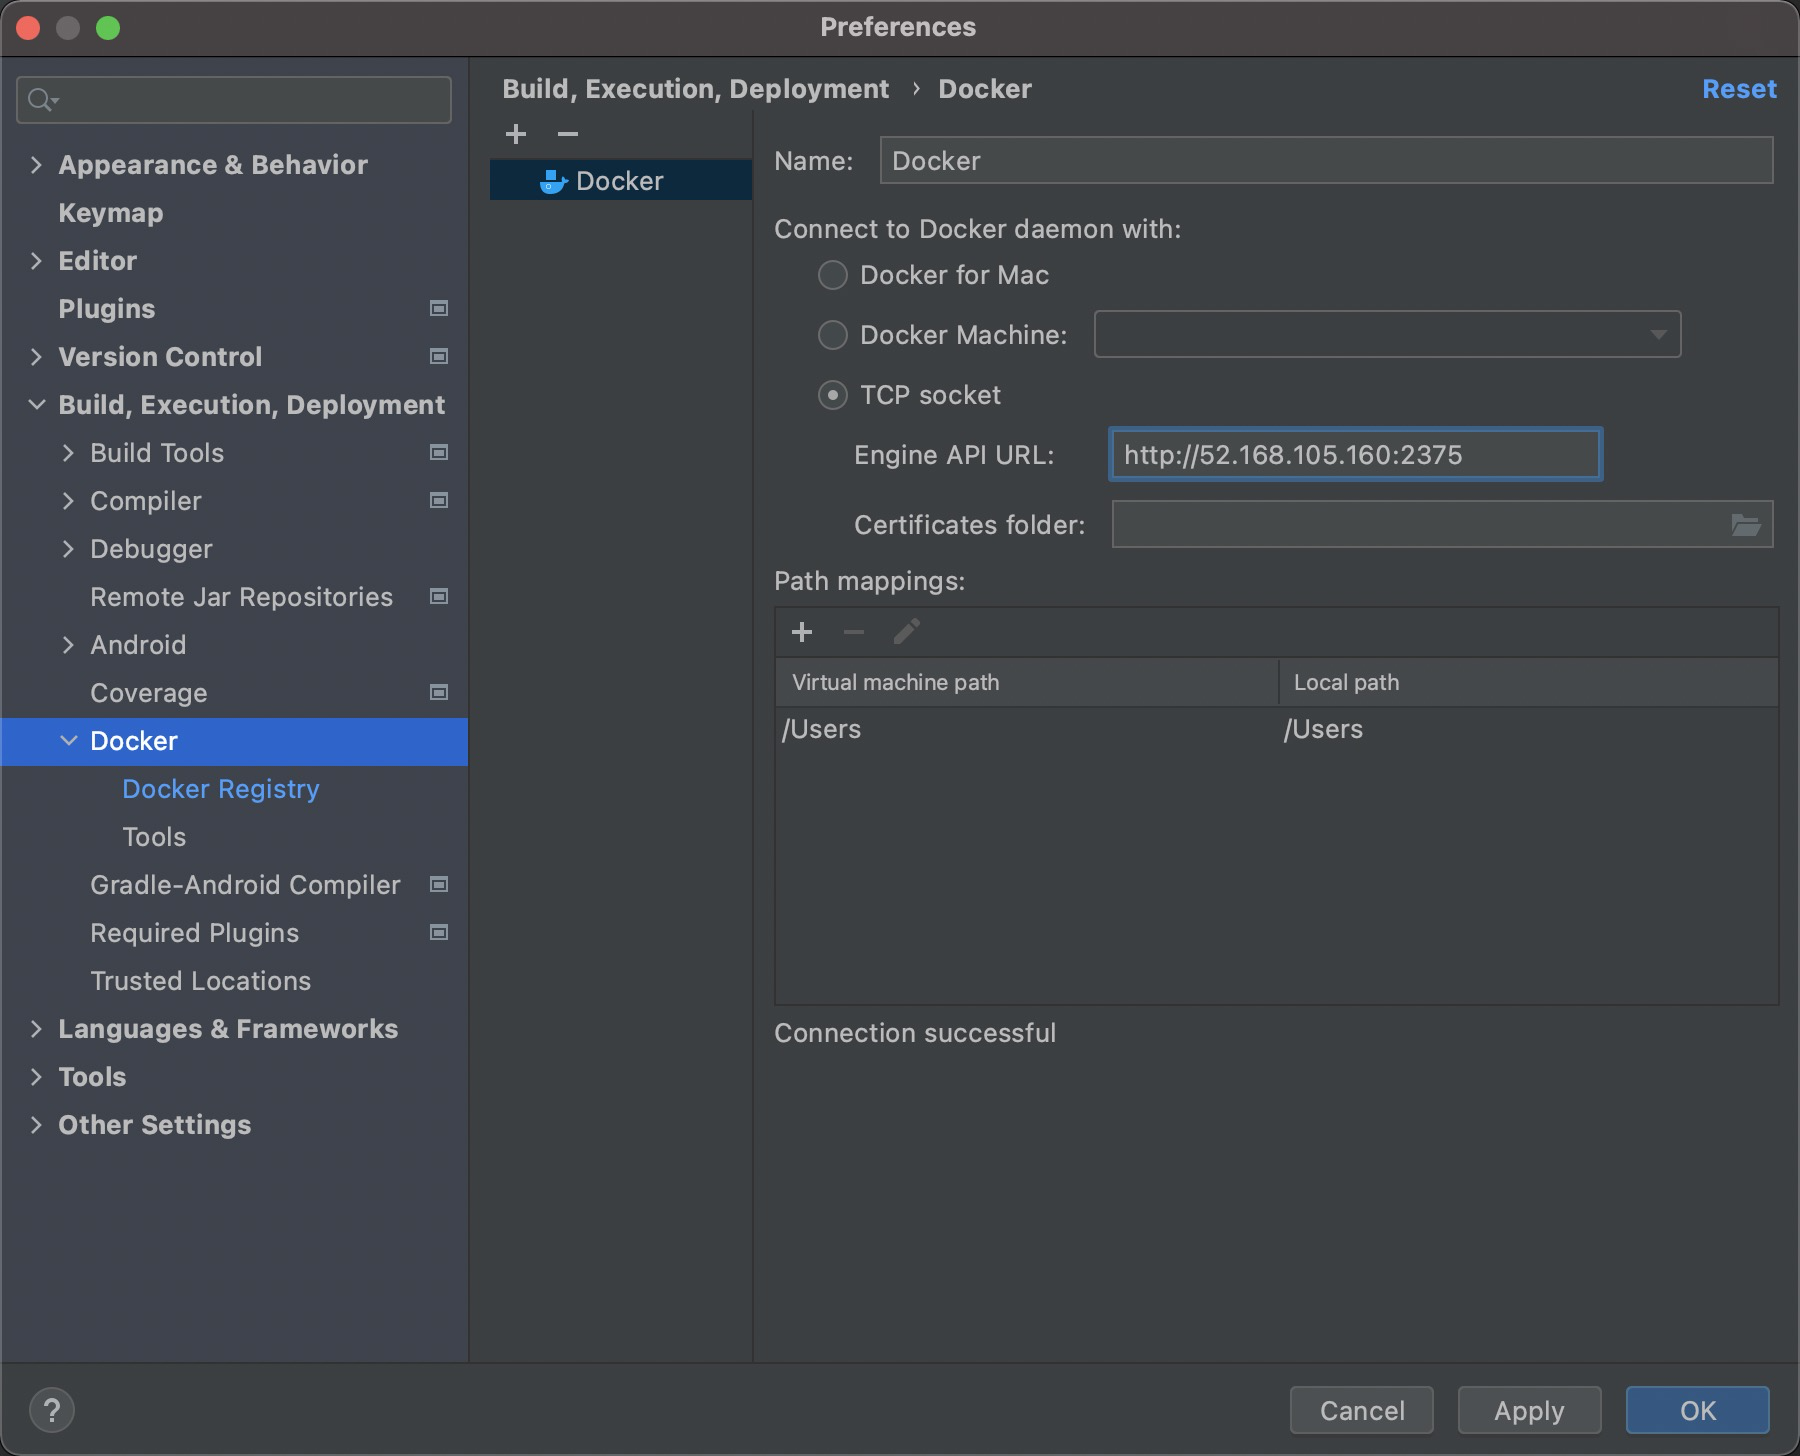 Preferences
Build, Execution, Deployment › Docker
Reset
Appearance & Behavior
Keymap
Editor
Plugins
Version Control
Build, Execution, Deployment
Build Tools
Compiler
Debugger
Remote Jar Repositories
Android
Coverage
Docker
Docker Registry
Tools
Gradle-Android Compiler
Required Plugins
Trusted Locations
Languages & Frameworks
Tools
Other Settings
Docker
Name: Docker
Connect to Docker daemon with:
Docker for Mac
Docker Machine:
TCP socket
Engine API URL: http://52.168.105.160:2375
Certificates folder:
Path mappings:
Virtual machine path Local path
/Users /Users
Connection successful
?
Cancel Apply OK